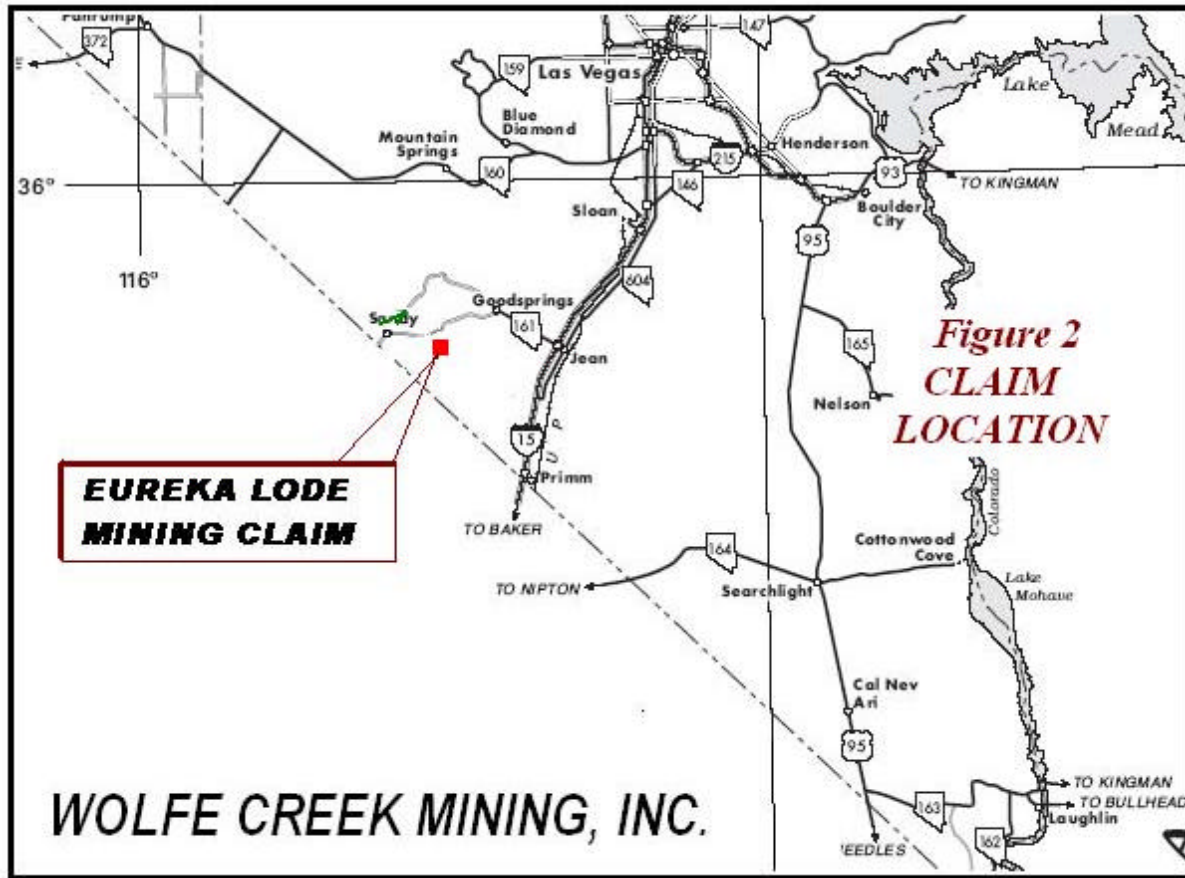 Pahrump
372
147
159
Las Vegas
Lake
Mead
Blue
Diamond
Mountain
Springs
Henderson
215
36°
160
146
93
TO KINGMAN
Boulder
City
Sloan
95
116°
604
Goodsprings
Sandy
161
Jean
165
Figure 2
CLAIM
LOCATION
Nelson
15
U P
Primm
EUREKA LODE
MINING CLAIM
TO BAKER
Colorado
164
Cottonwood
Cove
TO NIPTON
Searchlight
Lake
Mohave
Cal Nev
Ari
95
WOLFE CREEK MINING, INC.
TO KINGMAN
163
TO BULLHEAD
Laughlin
162
EEDLES